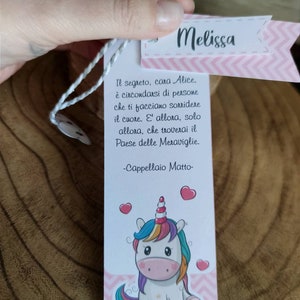 Melissa
Il segreto, cara Alice,
è circondarsi di persone
che ti facciano sorridere
il cuore. E' allora, solo
allora, che troverai il
Paese delle Meraviglie.
-Cappellaio Matto-